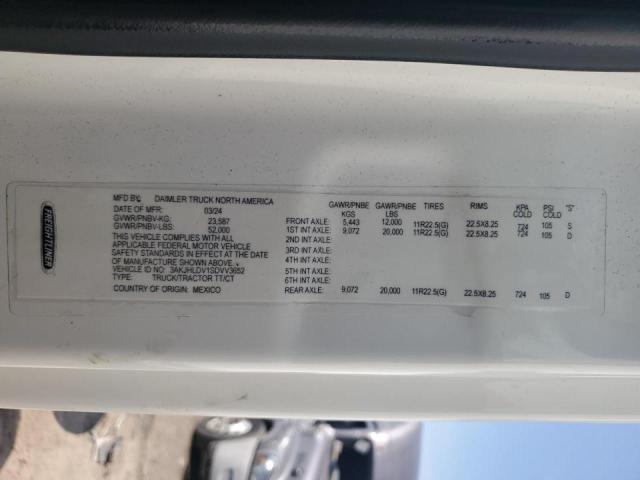 FREIGHTLINER
MFD BY: DAIMLER TRUCK NORTH AMERICA
DATE OF MFR: 03/24
GVWR/PNBV-KG: 23,587
GVWR/PNBV-LBS: 52,000
THIS VEHICLE COMPLIES WITH ALL
APPLICABLE FEDERAL MOTOR VEHICLE
SAFETY STANDARDS IN EFFECT AT THE DATE
OF MANUFACTURE SHOWN ABOVE.
VEHICLE ID: 3AKJHLDV1SDVV3652
TYPE: TRUCK/TRACTOR TT/CT
COUNTRY OF ORIGIN: MEXICO
GAWR/PNBE GAWR/PNBE TIRES RIMS KPA PSI "S"
KGS LBS COLD COLD
FRONT AXLE: 5,443 12,000 11R22.5(G) 22.5X8.25 724 105 S
1ST INT AXLE: 9,072 20,000 11R22.5(G) 22.5X8.25 724 105 D
2ND INT AXLE:
3RD INT AXLE:
4TH INT AXLE:
5TH INT AXLE:
6TH INT AXLE:
REAR AXLE: 9,072 20,000 11R22.5(G) 22.5X8.25 724 105 D